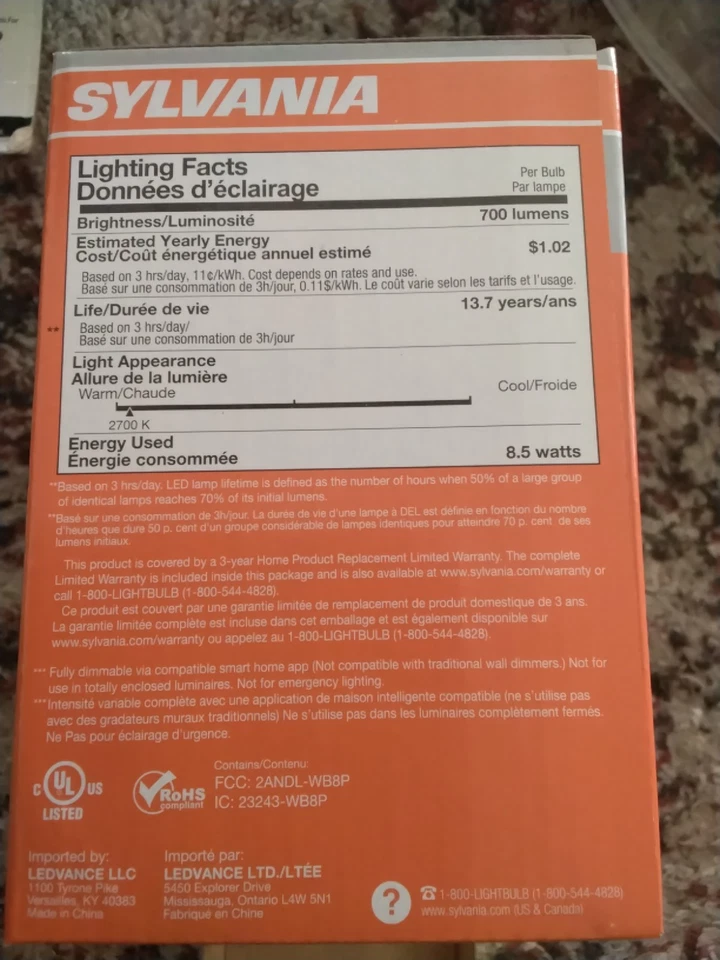 SYLVANIA
Lighting Facts
Données d'éclairage
Per Bulb
Par lampe
Brightness/Luminosité 700 lumens
Estimated Yearly Energy
Cost/Coût énergétique annuel estimé $1.02
Based on 3 hrs/day, 11¢/kWh. Cost depends on rates and use.
Basé sur une consommation de 3h/jour, 0.11$/kWh. Le coût varie selon les tarifs et l'usage.
Life/Durée de vie 13.7 years/ans
** Based on 3 hrs/day/
Basé sur une consommation de 3h/jour
Light Appearance
Allure de la lumière
Warm/Chaude Cool/Froide
2700 K
Energy Used
Énergie consommée 8.5 watts
**Based on 3 hrs/day. LED lamp lifetime is defined as the number of hours when 50% of a large group
of identical lamps reaches 70% of its initial lumens.
**Basé sur une consommation de 3h/jour. La durée de vie d'une lampe à DEL est définie en fonction du nombre
d'heures que dure 50 p. cent d'un groupe considérable de lampes identiques pour atteindre 70 p. cent de ses
lumens initiaux.
This product is covered by a 3-year Home Product Replacement Limited Warranty. The complete
Limited Warranty is included inside this package and is also available at www.sylvania.com/warranty or
call 1-800-LIGHTBULB (1-800-544-4828).
Ce produit est couvert par une garantie limitée de remplacement de produit domestique de 3 ans.
La garantie limitée complète est incluse dans cet emballage et est également disponible sur
www.sylvania.com/warranty ou appelez au 1-800-LIGHTBULB (1-800-544-4828).
*** Fully dimmable via compatible smart home app (Not compatible with traditional wall dimmers.) Not for
use in totally enclosed luminaires. Not for emergency lighting.
***Intensité variable complète avec une application de maison intelligente compatible (ne s'utilise pas
avec des gradateurs muraux traditionnels) Ne s'utilise pas dans les luminaires complètement fermés.
Ne Pas pour éclairage d'urgence.
C UL US
LISTED
RoHS
compliant
Contains/Contenu:
FCC: 2ANDL-WB8P
IC: 23243-WB8P
Imported by:
LEDVANCE LLC
1100 Tyrone Pike
Versailles, KY 40383
Made in China
Importé par:
LEDVANCE LTD./LTÉE
5450 Explorer Drive
Mississauga, Ontario L4W 5N1
Fabriqué en Chine
?
1-800-LIGHTBULB (1-800-544-4828)
www.sylvania.com (US & Canada)